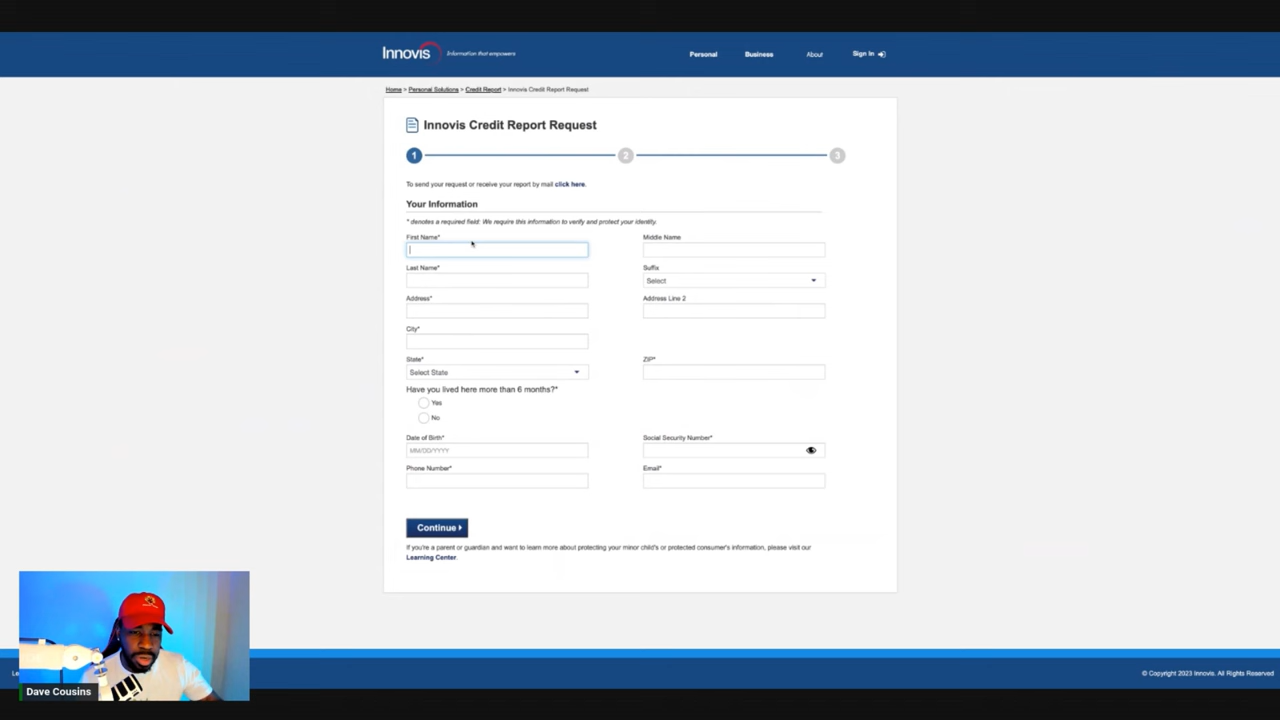 Innovis
Information that empowers
Personal
Business
About
Sign In
Home > Personal Solutions > Credit Report > Innovis Credit Report Request
Innovis Credit Report Request
1
2
3
To send your request or receive your report by mail click here.
Your Information
* denotes a required field. We require this information to verify and protect your identity.
First Name*
Middle Name
Last Name*
Suffix
Select
Address*
Address Line 2
City*
State*
ZIP*
Select State
Have you lived here more than 6 months?*
Yes
No
Date of Birth*
Social Security Number*
MM/DD/YYYY
Phone Number*
Email*
Continue
If you're a parent or guardian and want to learn more about protecting your minor child's or protected consumer's information, please visit our
Learning Center.
Dave Cousins
© Copyright 2023 Innovis. All Rights Reserved